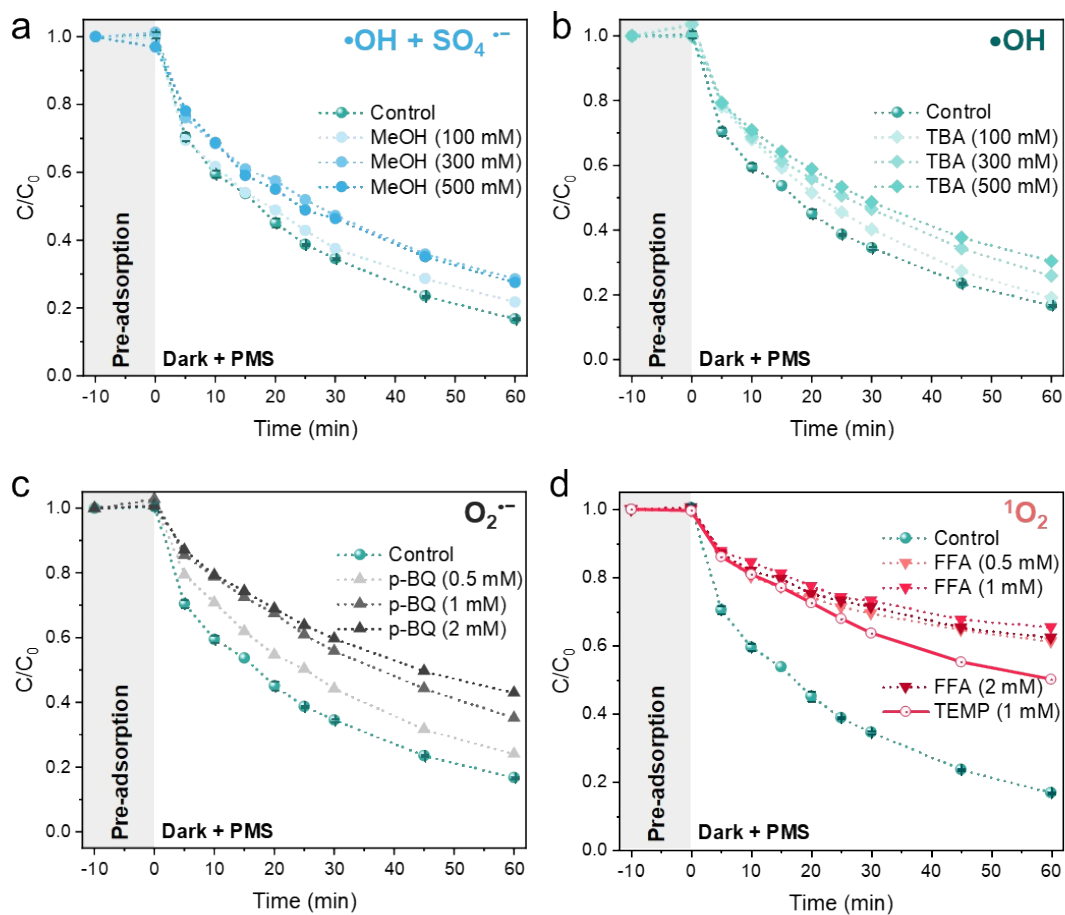 a
•OH + SO₄•−
Control
MeOH (100 mM)
MeOH (300 mM)
MeOH (500 mM)
Pre-adsorption
Dark + PMS
C/C₀
1.0
0.8
0.6
0.4
0.2
0.0
-10 0 10 20 30 40 50 60
Time (min)
b
•OH
Control
TBA (100 mM)
TBA (300 mM)
TBA (500 mM)
Pre-adsorption
Dark + PMS
C/C₀
1.0
0.8
0.6
0.4
0.2
0.0
-10 0 10 20 30 40 50 60
Time (min)
c
O₂•−
Control
p-BQ (0.5 mM)
p-BQ (1 mM)
p-BQ (2 mM)
Pre-adsorption
Dark + PMS
C/C₀
1.0
0.8
0.6
0.4
0.2
0.0
-10 0 10 20 30 40 50 60
Time (min)
d
¹O₂
Control
FFA (0.5 mM)
FFA (1 mM)
FFA (2 mM)
TEMP (1 mM)
Pre-adsorption
Dark + PMS
C/C₀
1.0
0.8
0.6
0.4
0.2
0.0
-10 0 10 20 30 40 50 60
Time (min)